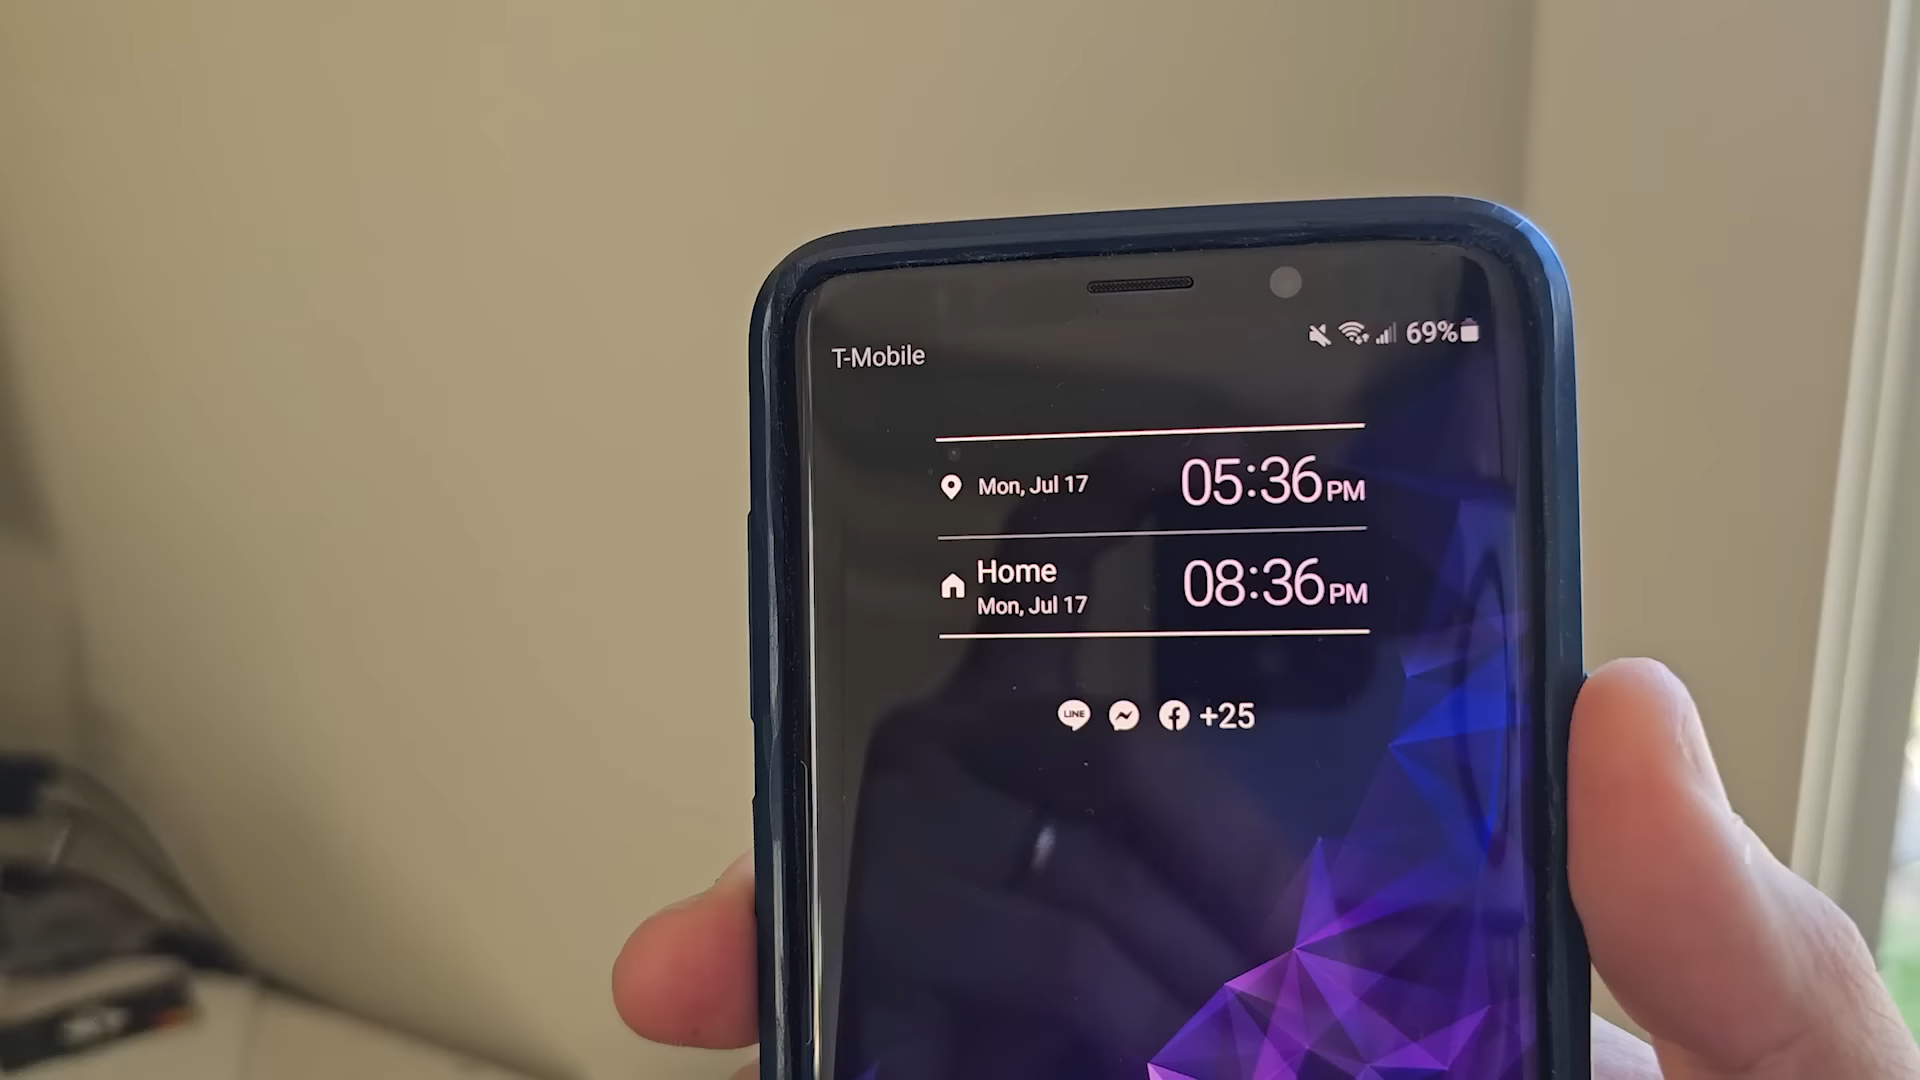 69%
T-Mobile
Mon, Jul 17 05:36 PM
Home
Mon, Jul 17 08:36 PM
LINE +25